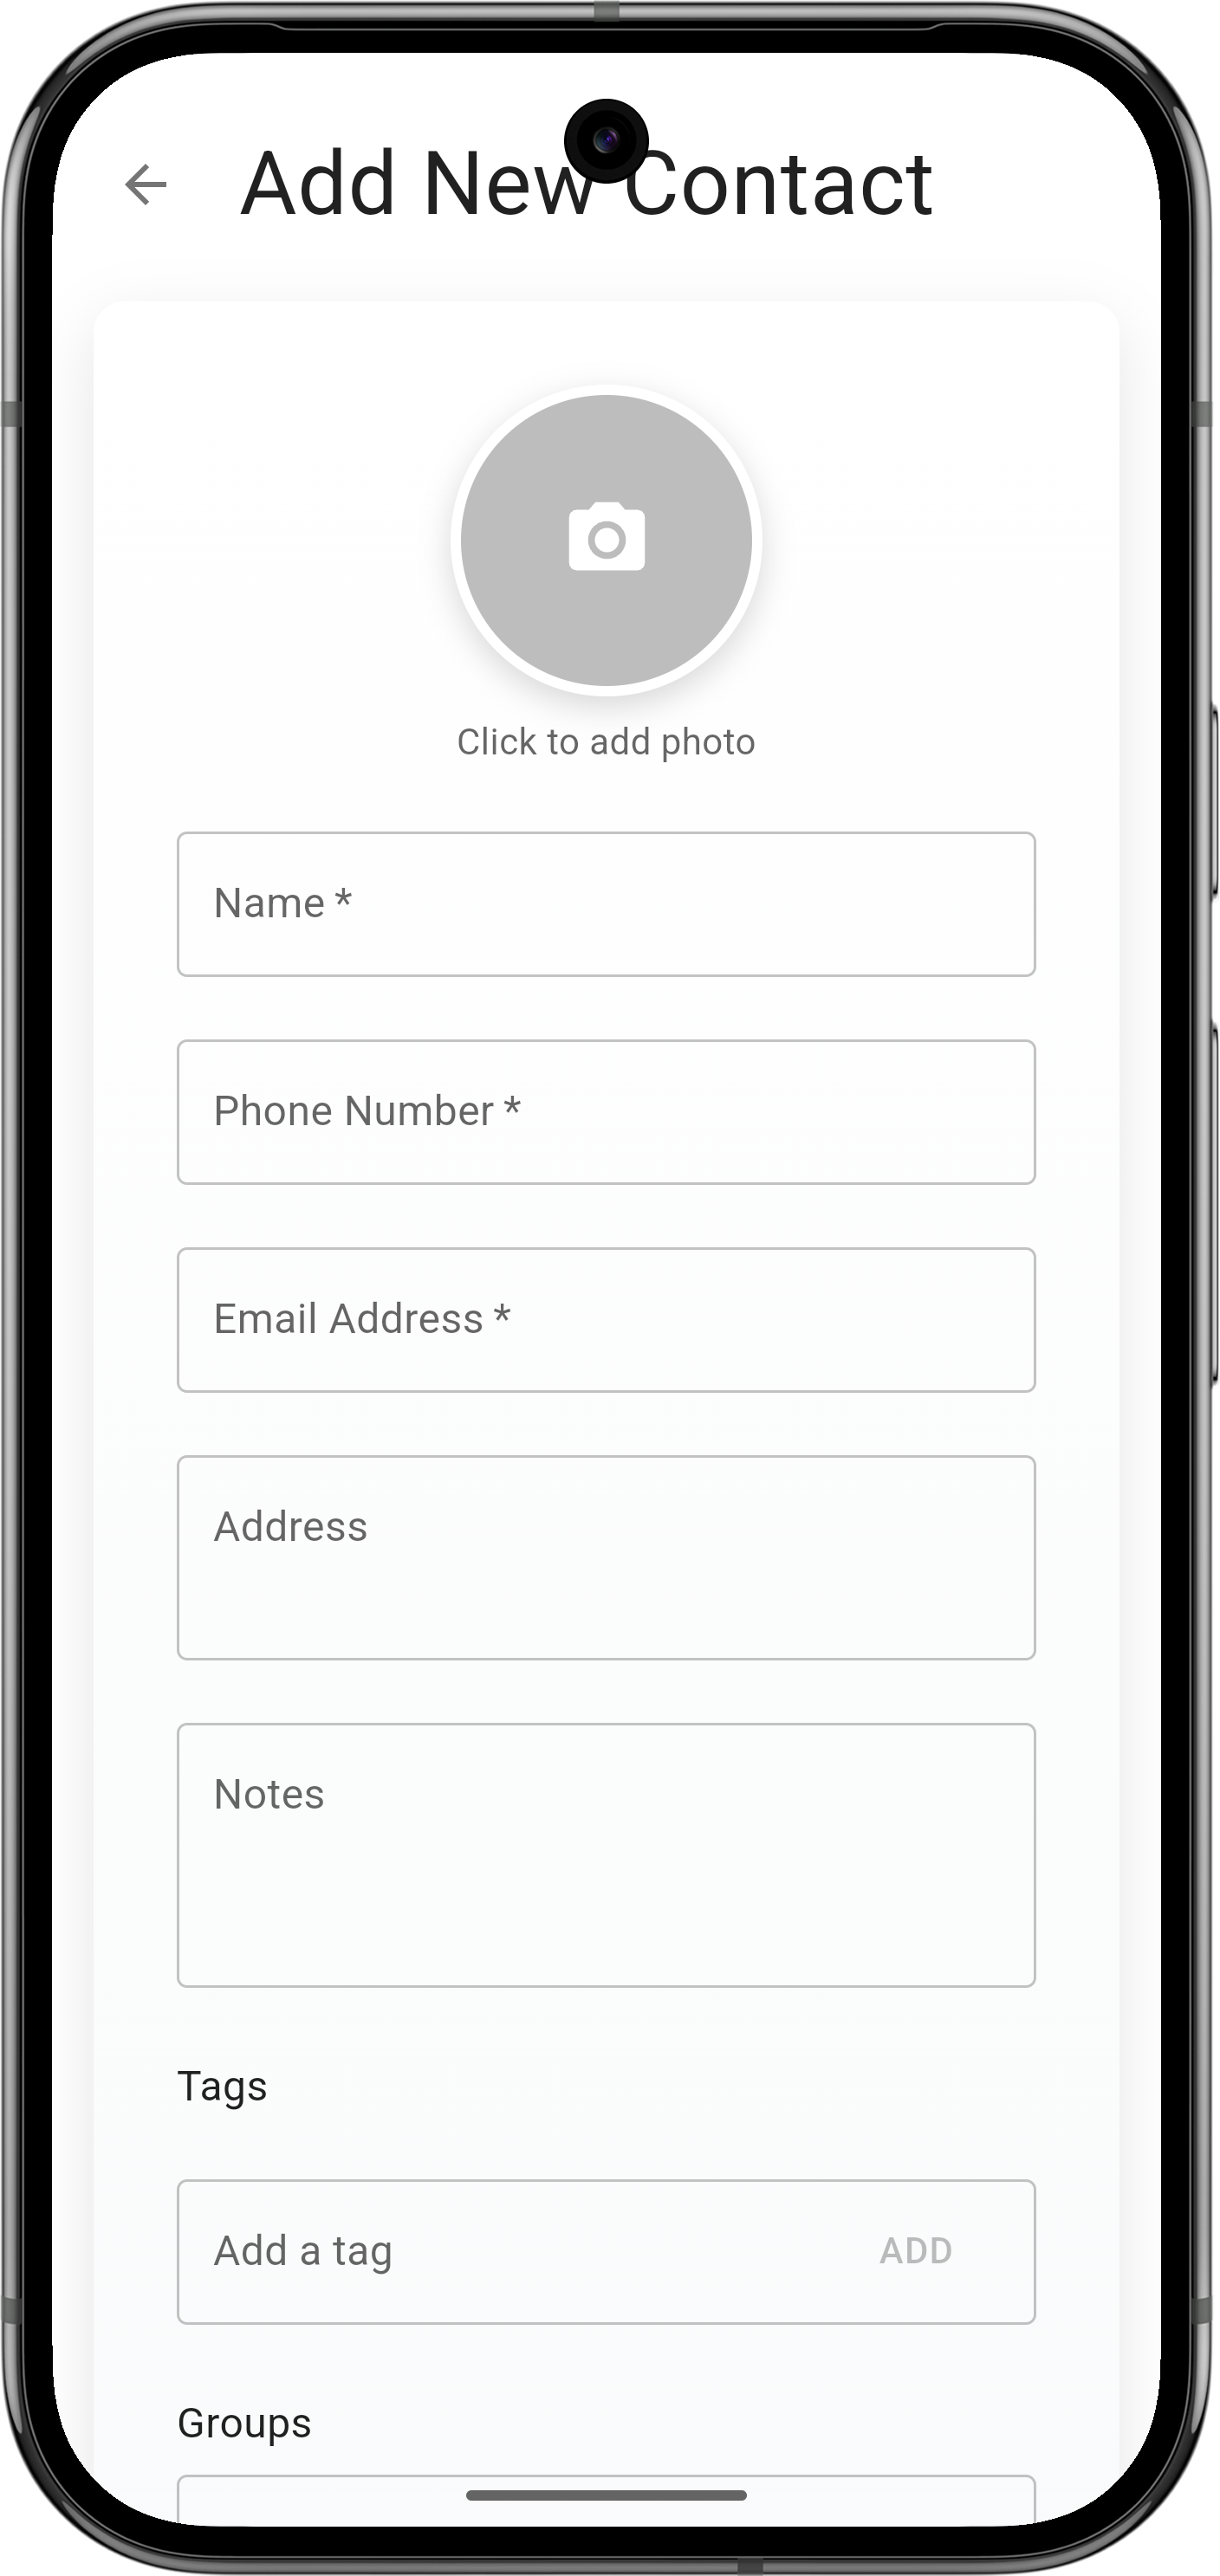 Add New Contact
Click to add photo
Name *
Phone Number *
Email Address *
Address
Notes
Tags
Add a tag ADD
Groups